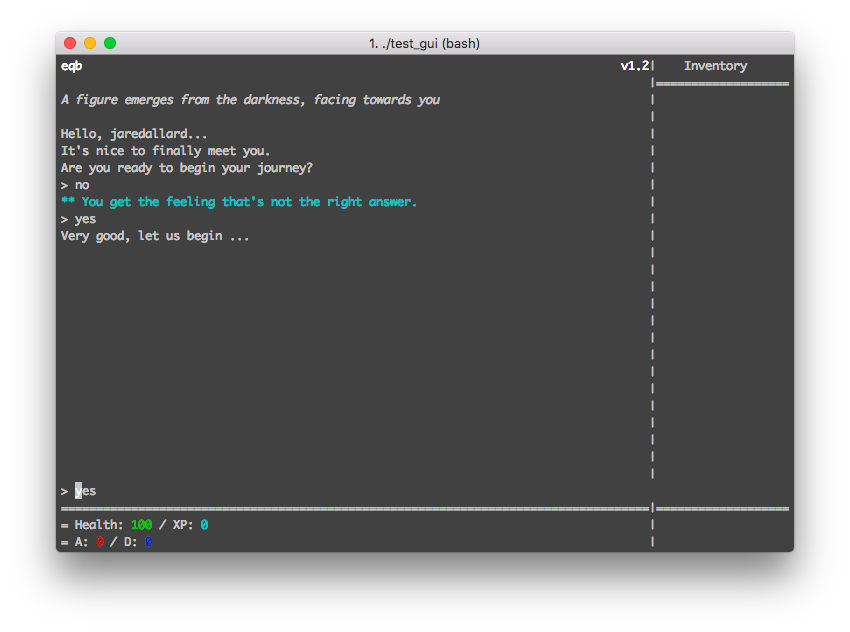 1. ./test_gui (bash)
eqb v1.2| Inventory
A figure emerges from the darkness, facing towards you
Hello, jaredallard...
It's nice to finally meet you.
Are you ready to begin your journey?
> no
** You get the feeling that's not the right answer.
> yes
Very good, let us begin ...
> yes
= Health: 100 / XP: 0
= A: 0 / D: 0